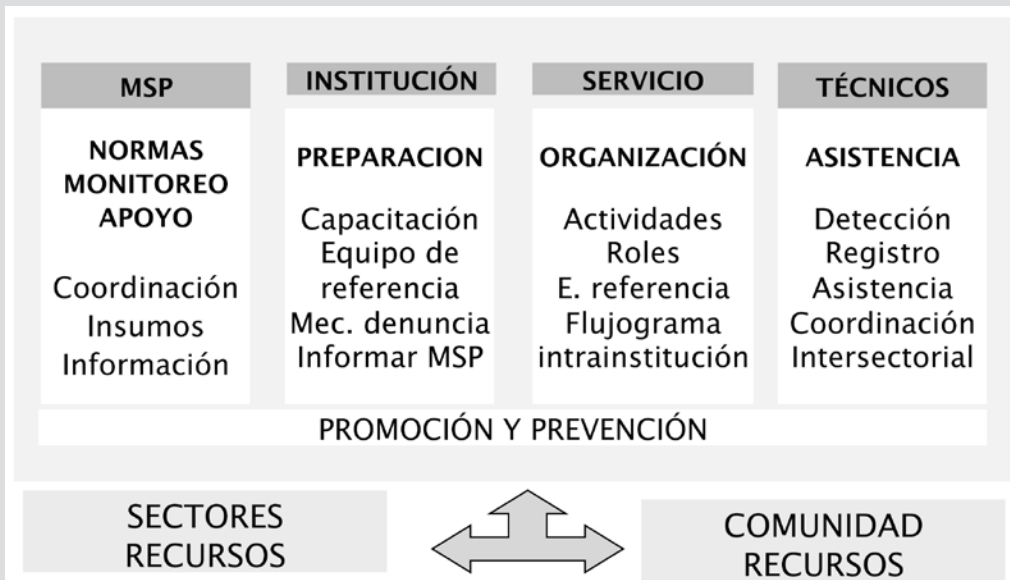 MSP
NORMAS
MONITOREO
APOYO
Coordinación
Insumos
Información
INSTITUCIÓN
PREPARACION
Capacitación
Equipo de
referencia
Mec. denuncia
Informar MSP
SERVICIO
ORGANIZACIÓN
Actividades
Roles
E. referencia
Flujograma
intrainstitución
TÉCNICOS
ASISTENCIA
Detección
Registro
Asistencia
Coordinación
Intersectorial
PROMOCIÓN Y PREVENCIÓN
SECTORES
RECURSOS
COMUNIDAD
RECURSOS